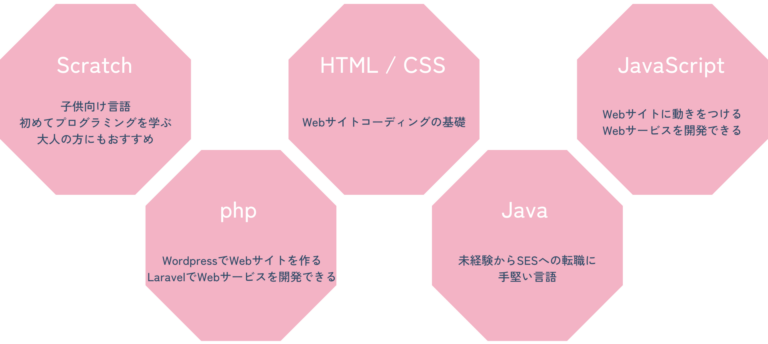 Scratch
子供向け言語
初めてプログラミングを学ぶ
大人の方にもおすすめ
HTML / CSS
Webサイトコーディングの基礎
JavaScript
Webサイトに動きをつける
Webサービスを開発できる
php
WordpressでWebサイトを作る
LaravelでWebサービスを開発できる
Java
未経験からSESへの転職に
手堅い言語